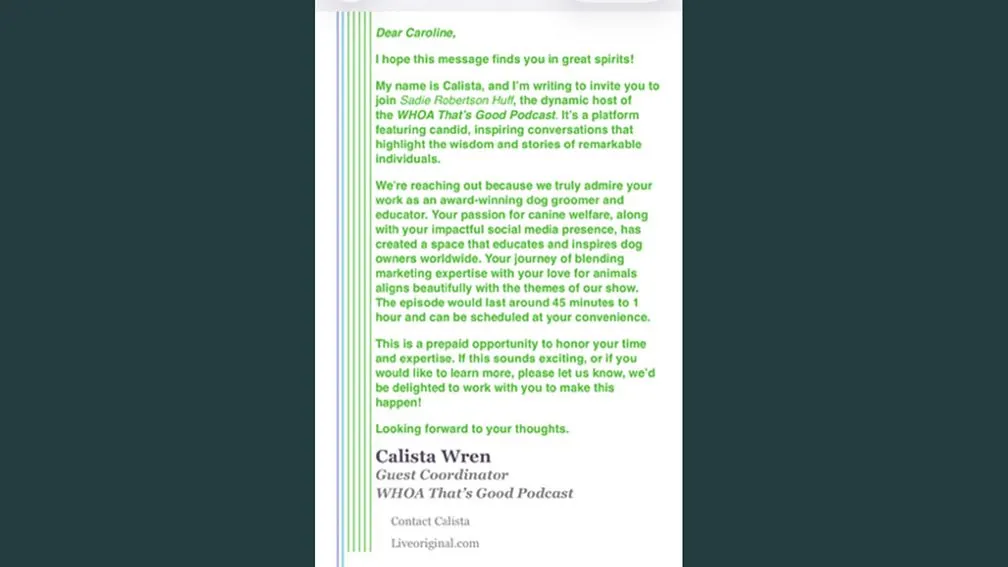 Dear Caroline,
I hope this message finds you in great spirits!
My name is Calista, and I'm writing to invite you to
join Sadie Robertson Huff, the dynamic host of
the WHOA That's Good Podcast. It's a platform
featuring candid, inspiring conversations that
highlight the wisdom and stories of remarkable
individuals.
We're reaching out because we truly admire your
work as an award-winning dog groomer and
educator. Your passion for canine welfare, along
with your impactful social media presence, has
created a space that educates and inspires dog
owners worldwide. Your journey of blending
marketing expertise with your love for animals
aligns beautifully with the themes of our show.
The episode would last around 45 minutes to 1
hour and can be scheduled at your convenience.
This is a prepaid opportunity to honor your time
and expertise. If this sounds exciting, or if you
would like to learn more, please let us know, we'd
be delighted to work with you to make this
happen!
Looking forward to your thoughts.
Calista Wren
Guest Coordinator
WHOA That's Good Podcast
Contact Calista
Liveoriginal.com